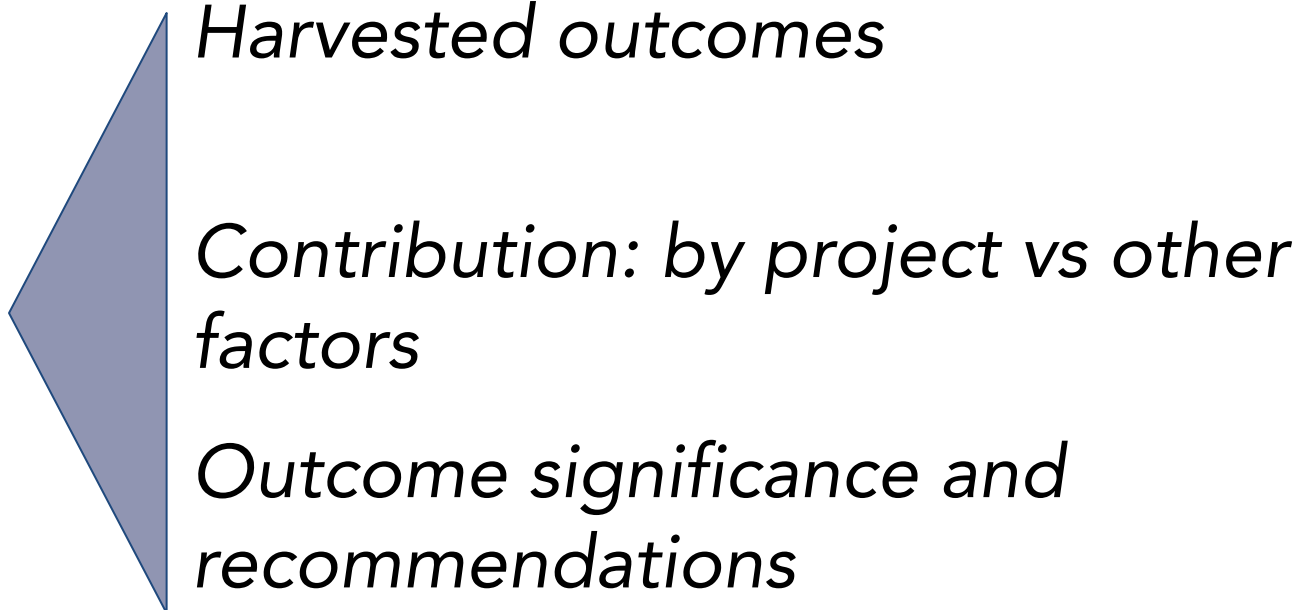 Harvested outcomes
Contribution: by project vs other
factors
Outcome significance and
recommendations